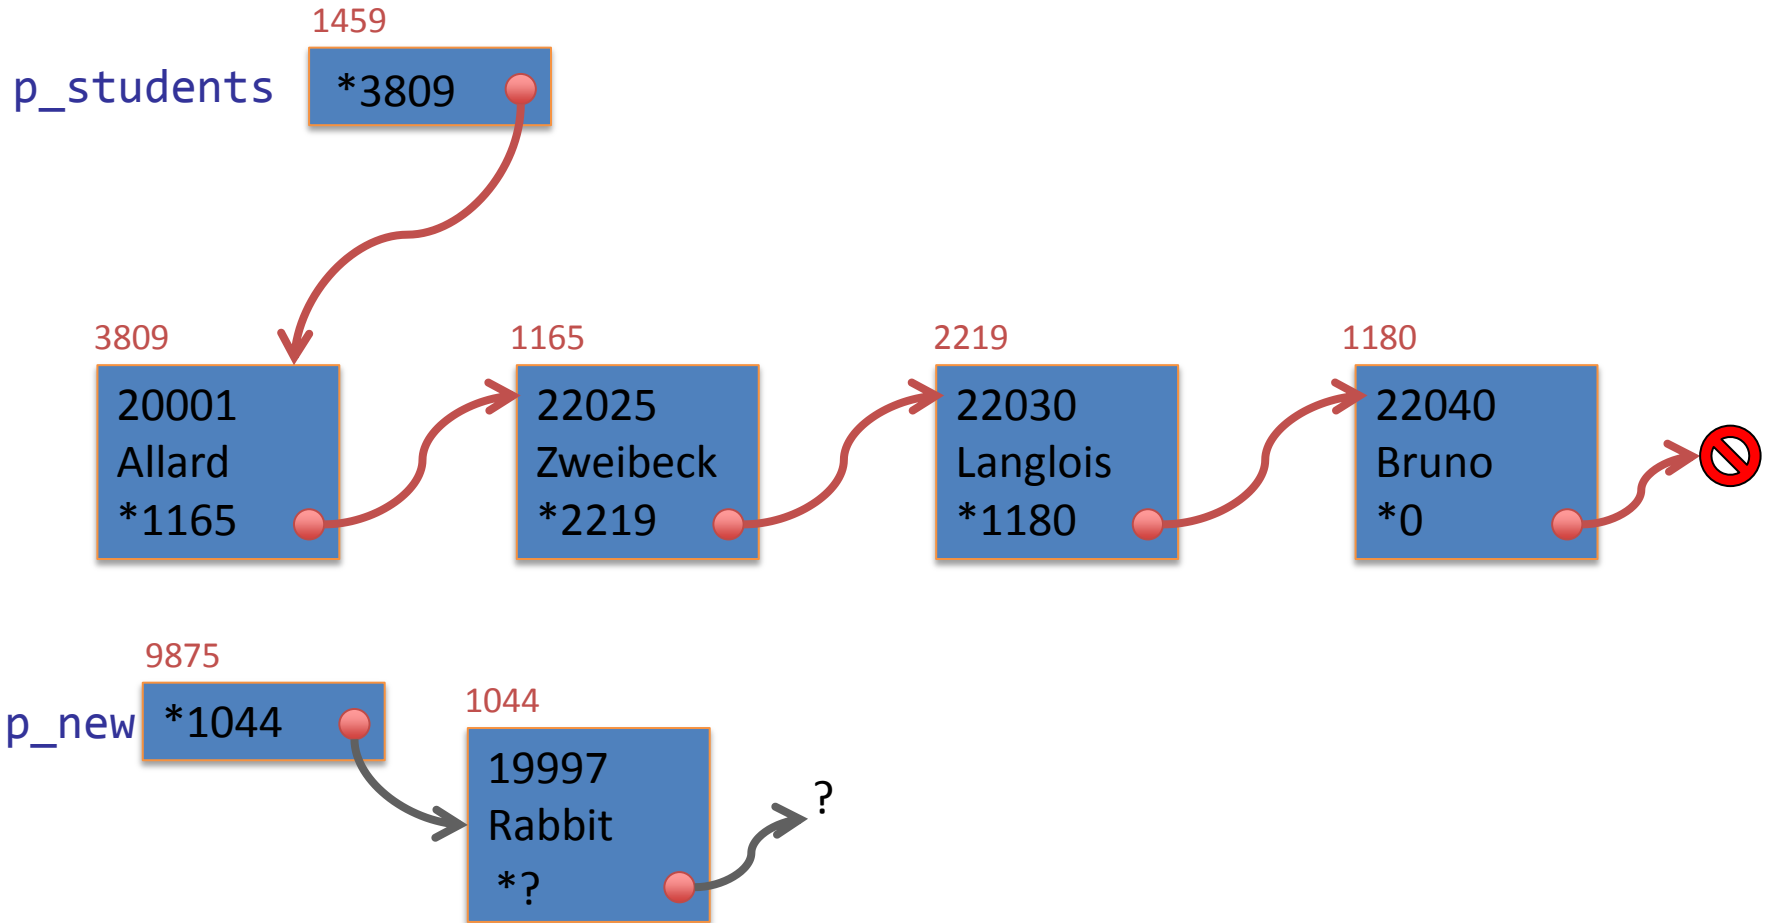 1459
p_students
*3809
3809
1165
2219
1180
20001
Allard
*1165
22025
Zweibeck
*2219
22030
Langlois
*1180
22040
Bruno
*0
9875
p_new
*1044
1044
19997
Rabbit
*?
?